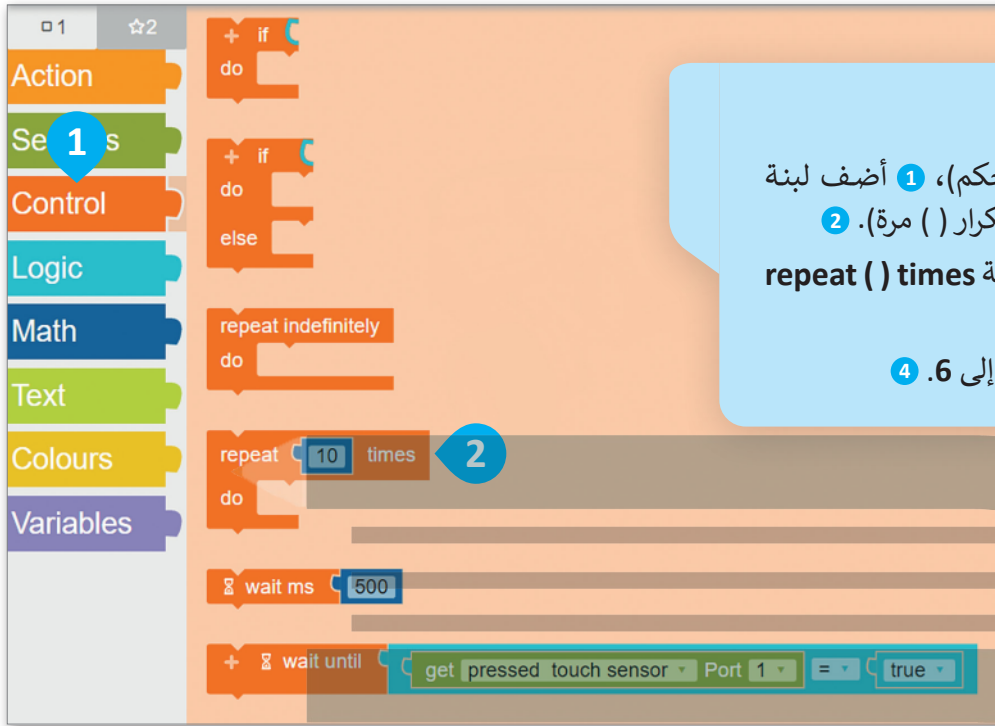 1 2
Action
Se s
1
Control
Logic
Math
Text
Colours
Variables
+ if
do
+ if
do
else
repeat indefinitely
do
repeat 10 times
2
do
wait ms 500
+ wait until get pressed touch sensor Port 1 = true
1 أضف لبنة
( ) مرة). 2
repeat ( ) times
إلى 6. 4